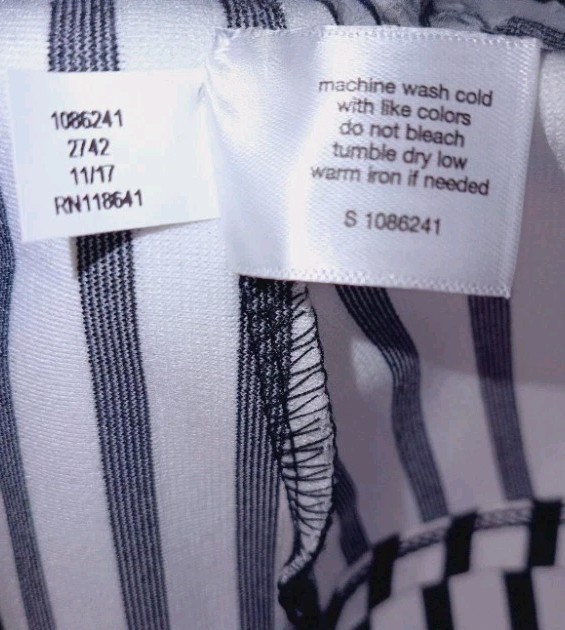 1086241
2742
11/17
RN118641
machine wash cold
with like colors
do not bleach
tumble dry low
warm iron if needed
S 1086241